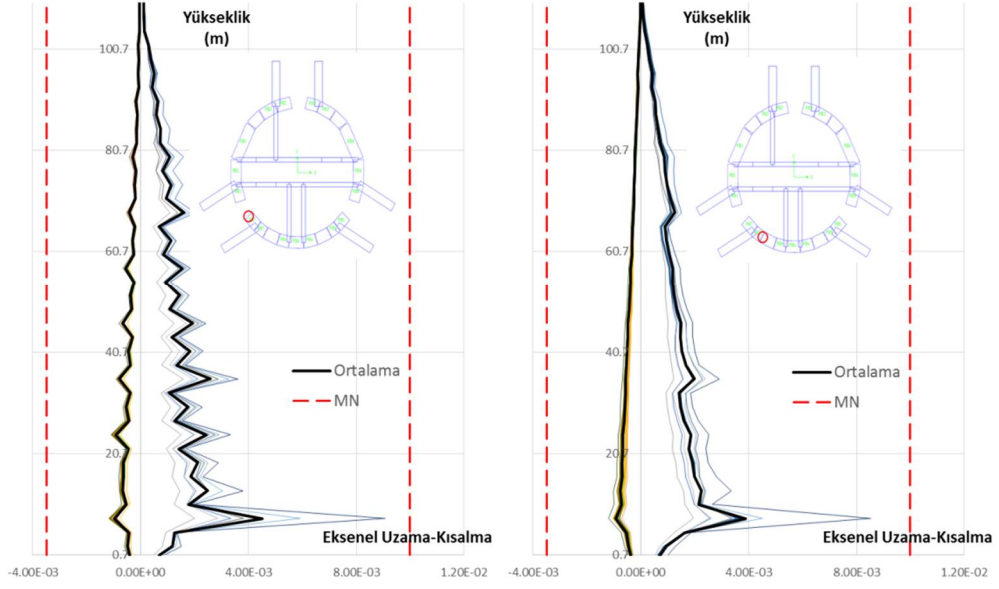 Yükseklik
(m)
100.7
80.7
60.7
40.7
20.7
0.7
Ortalama
MN
Eksenel Uzama-Kısalma
-4.00E-03 0.00E+00 4.00E-03 8.00E-03 1.20E-02
Yükseklik
(m)
100.7
80.7
60.7
40.7
20.7
0.7
Ortalama
MN
Eksenel Uzama-Kısalma
-4.00E-03 0.00E+00 4.00E-03 8.00E-03 1.20E-02